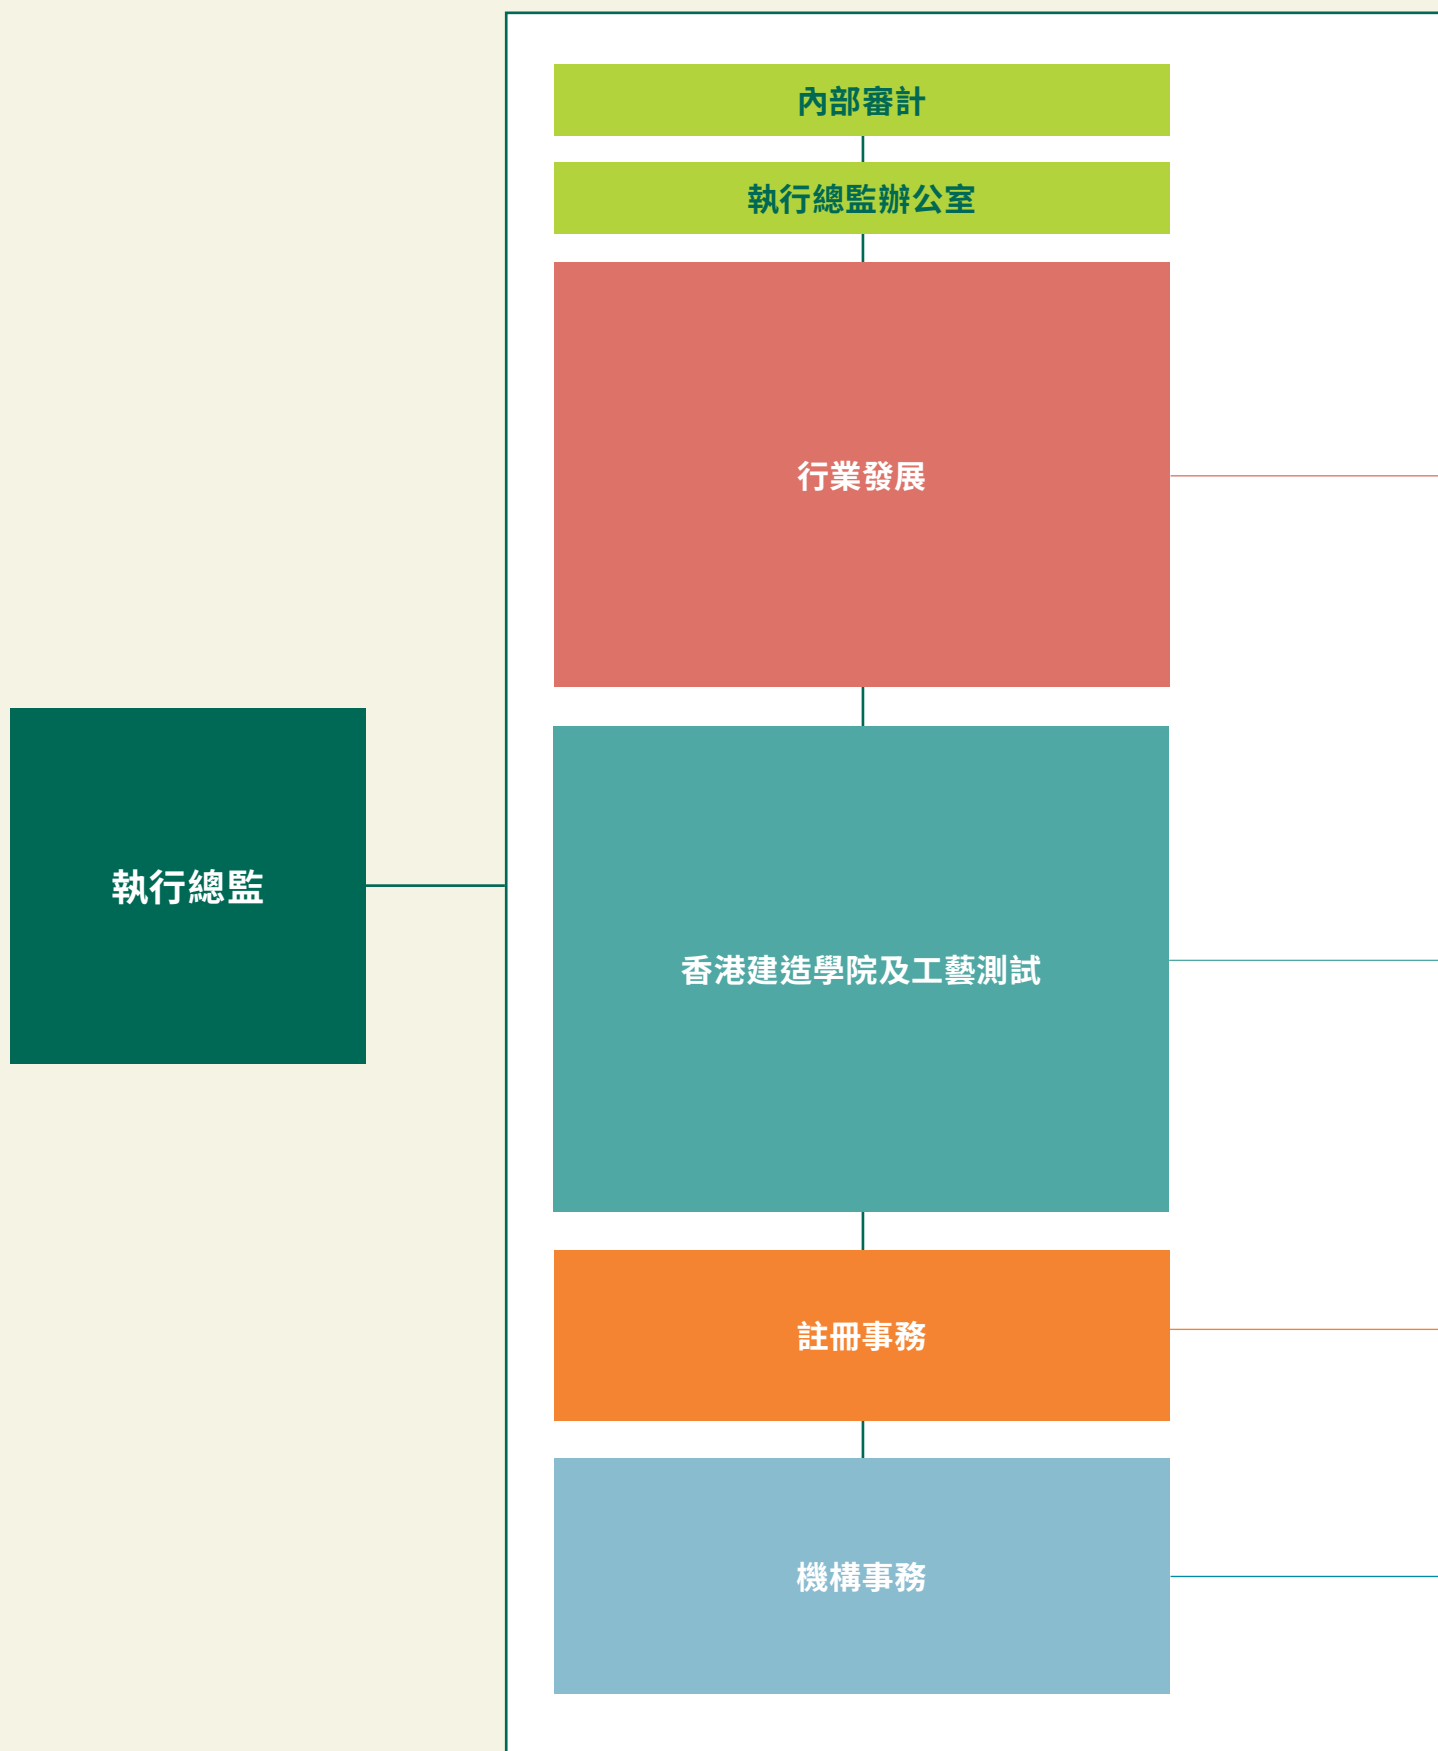 執行總監
內部審計
執行總監辦公室
行業發展
香港建造學院及工藝測試
註冊事務
機構事務